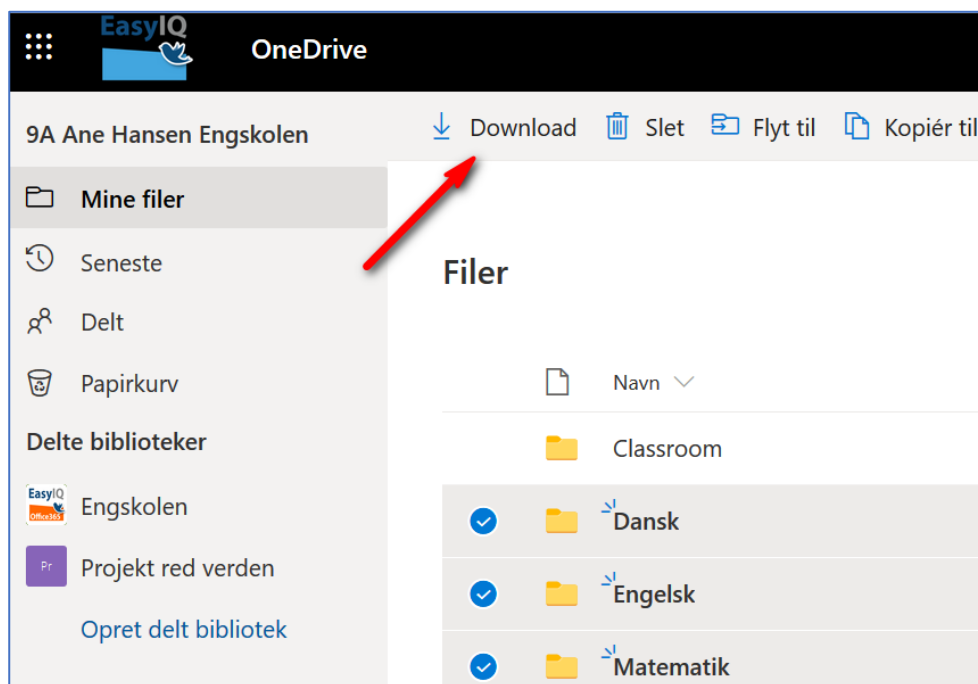 EasyIQ
OneDrive
9A Ane Hansen Engskolen
Mine filer
Seneste
Delt
Papirkurv
Delte biblioteker
EasyIQ
Office365
Engskolen
Pr
Projekt red verden
Opret delt bibliotek
Download Slet Flyt til Kopiér til
Filer
Navn
Classroom
Dansk
Engelsk
Matematik